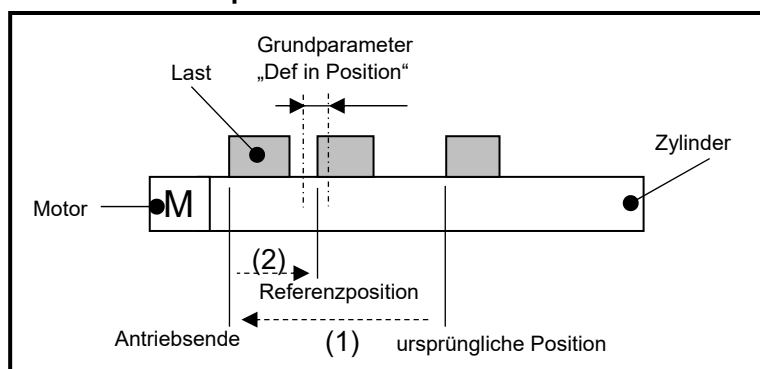 Grundparameter
„Def in Position“
Last
Zylinder
Motor
M
(2)
Referenzposition
Antriebsende
(1)
ursprüngliche Position